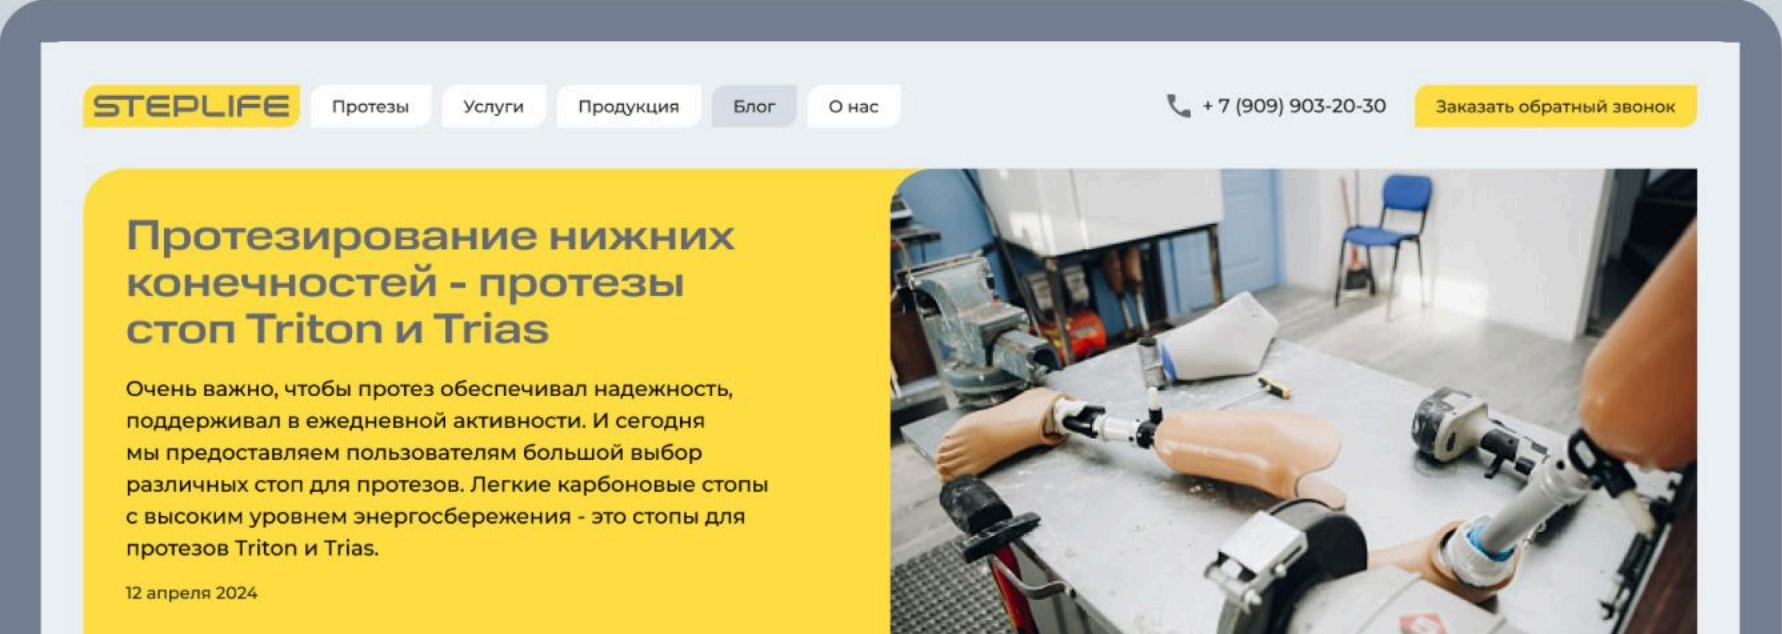 STEPLIFE
Протезы
Услуги
Продукция
Блог
О нас
+ 7 (909) 903-20-30
Заказать обратный звонок
Протезирование нижних
конечностей - протезы
стоп Triton и Trias
Очень важно, чтобы протез обеспечивал надежность,
поддерживал в ежедневной активности. И сегодня
мы предоставляем пользователям большой выбор
различных стоп для протезов. Легкие карбоновые стопы
с высоким уровнем энергосбережения - это стопы для
протезов Triton и Trias.
12 апреля 2024